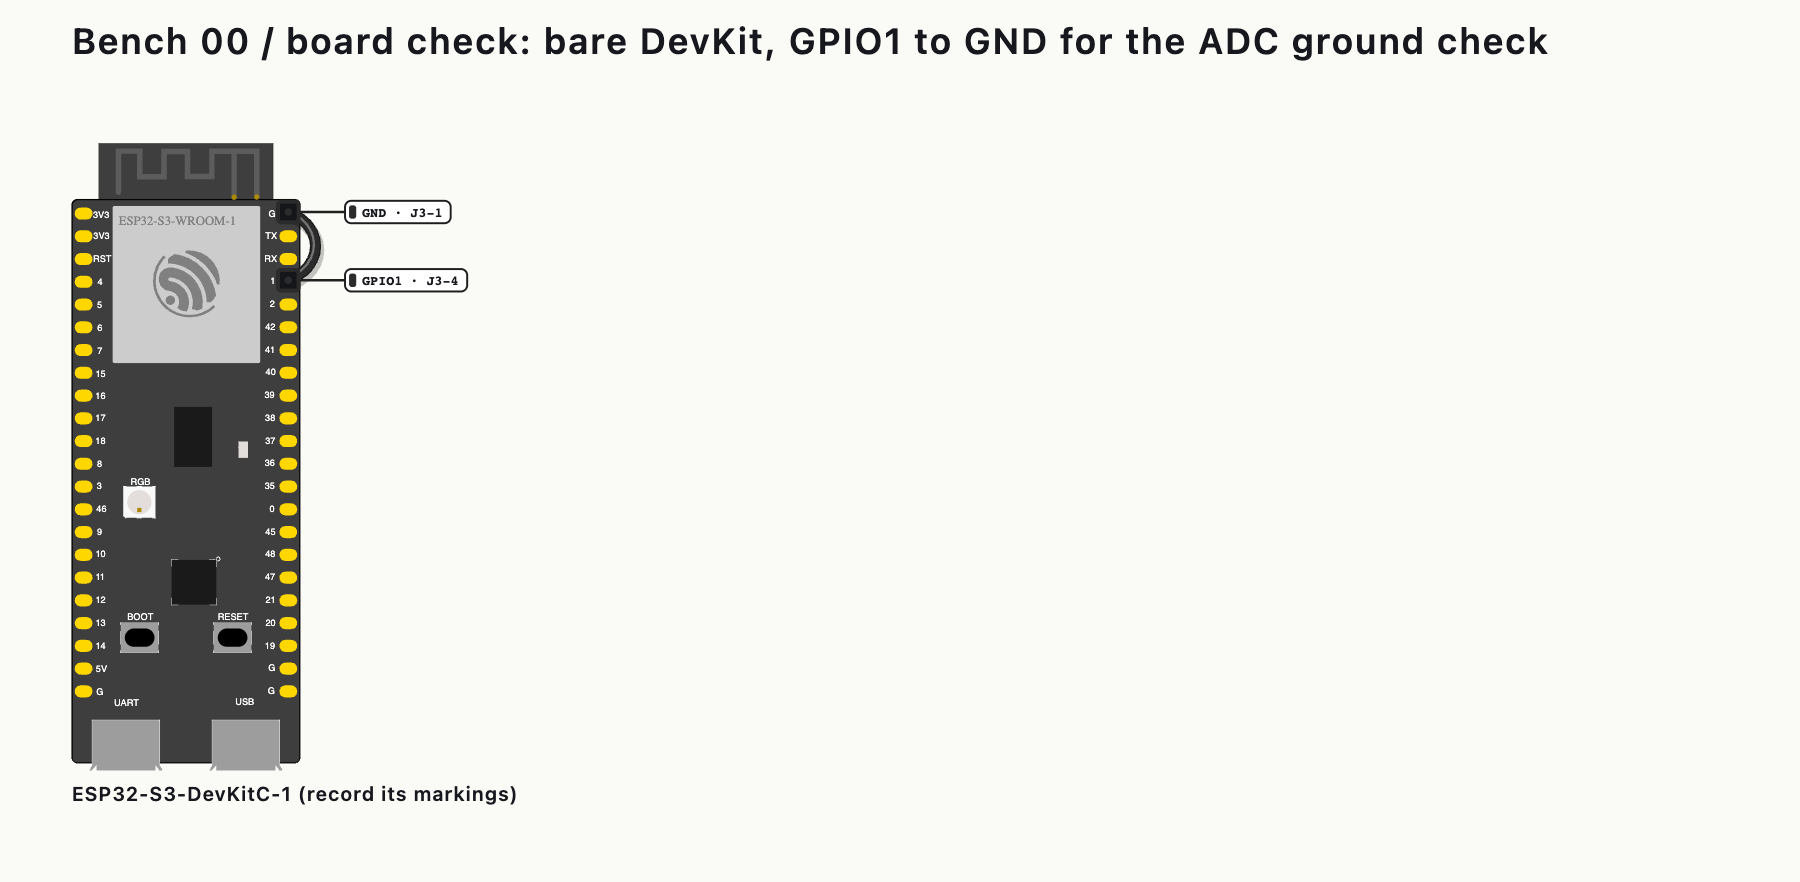 Bench 00 / board check: bare DevKit, GPIO1 to GND for the ADC ground check
ESP32-S3-WROOM-1
3V3 G
GND · J3-1
3V3 TX
RST RX
4 1
GPIO1 · J3-4
5 2
6 42
7 41
15 40
16 39
17 38
18 37
8 36
RGB
3 35
46 0
9 45
10 48
11 47
12 21
BOOT RESET
13 20
14 19
5V G
G G
UART USB
ESP32-S3-DevKitC-1 (record its markings)